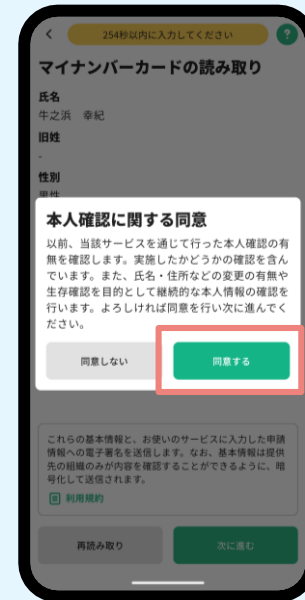 254秒以内に入力してください
?
マイナンバーカードの読み取り
氏名
牛之浜　幸紀
旧姓
-
性別
男性
本人確認に関する同意
以前、当該サービスを通じて行った本人確認の有
無を確認します。実施したかどうかの確認を含ん
でいます。また、氏名・住所などの変更の有無や
生存確認を目的として継続的な本人情報の確認を
行います。よろしければ同意を行い次に進んでく
ださい。
同意しない
同意する
これらの基本情報と、お使いのサービスに入力した申請
情報への電子署名を送信します。なお、基本情報は提供
先の組織のみが内容を確認することができるように、暗
号化して送信されます。
利用規約
再読み取り
次に進む